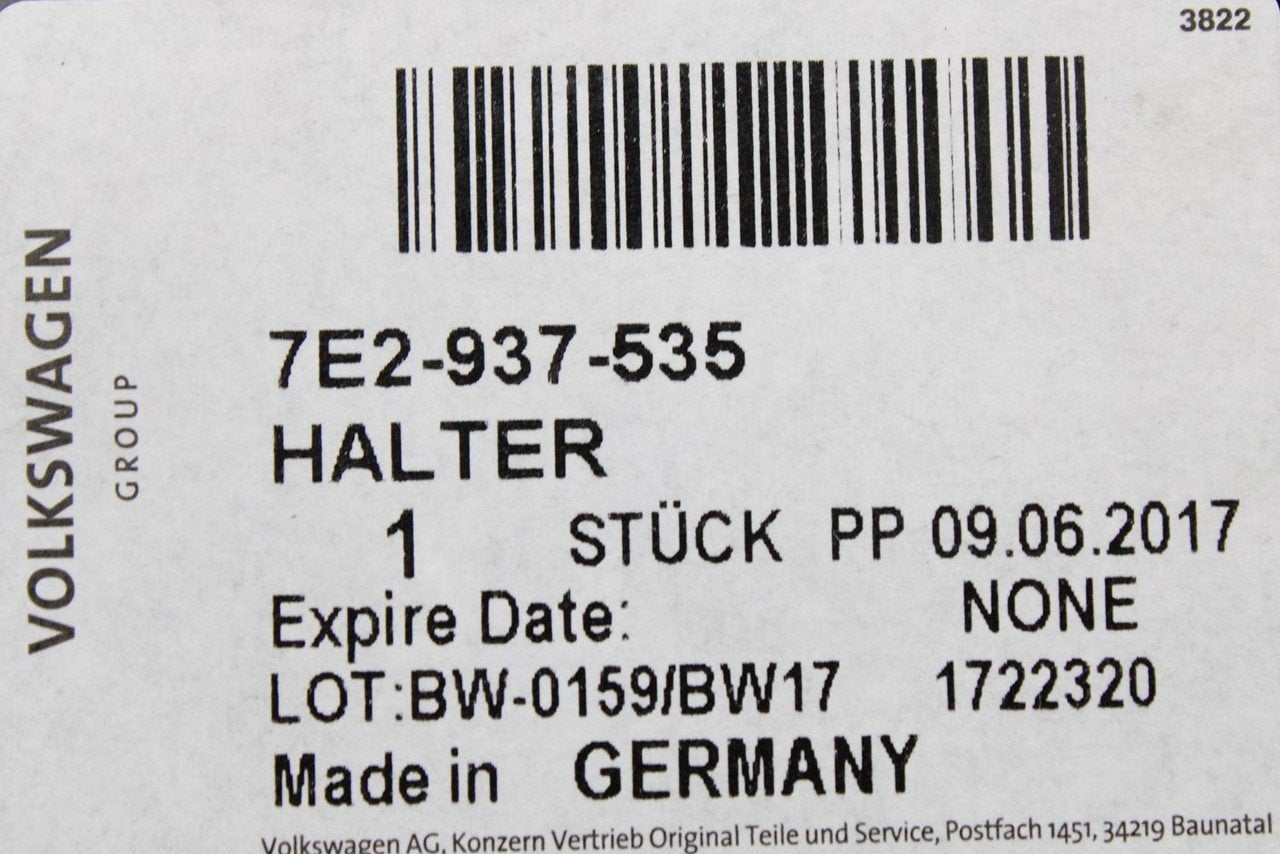 3822
VOLKSWAGEN
GROUP
7E2-937-535
HALTER
1 STÜCK PP 09.06.2017
Expire Date: NONE
LOT:BW-0159/BW17 1722320
Made in GERMANY
Volkswagen AG, Konzern Vertrieb Original Teile und Service, Postfach 1451, 34219 Baunatal